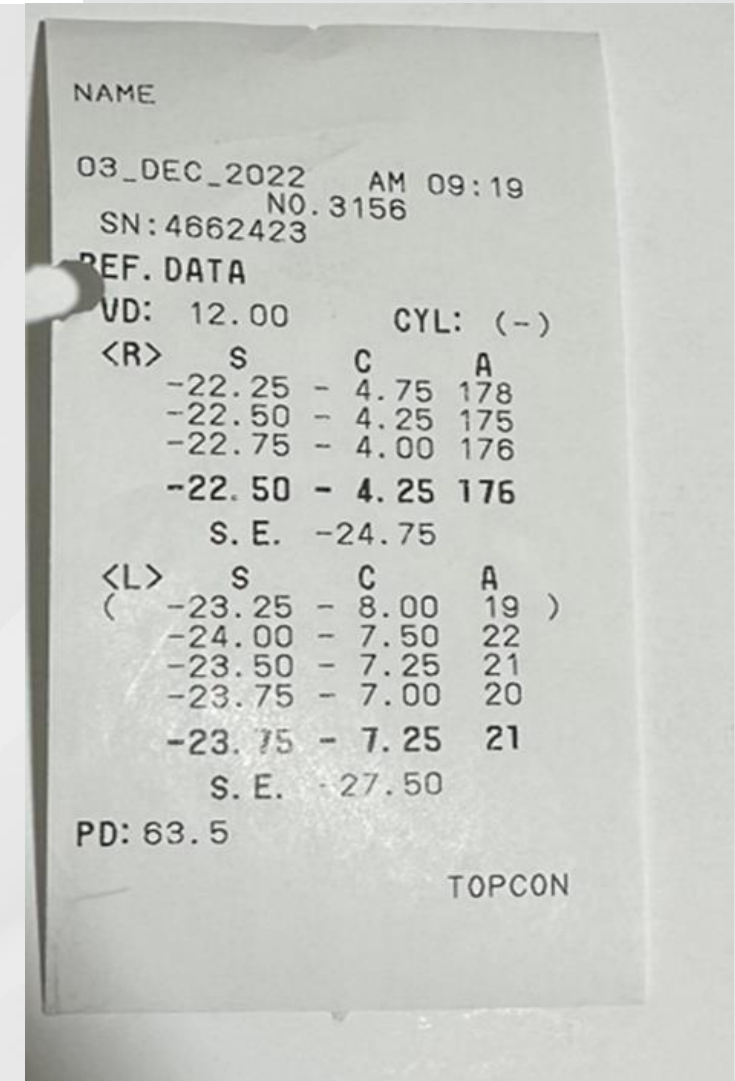 NAME
03_DEC_2022 AM 09:19
NO.3156
SN:4662423
REF. DATA
VD: 12.00 CYL: (-)
<R> S C A
-22.25 - 4.75 178
-22.50 - 4.25 175
-22.75 - 4.00 176
-22.50 - 4.25 176
S.E. -24.75
<L> S C A
( -23.25 - 8.00 19 )
-24.00 - 7.50 22
-23.50 - 7.25 21
-23.75 - 7.00 20
-23.75 - 7.25 21
S.E. -27.50
PD: 63.5
TOPCON